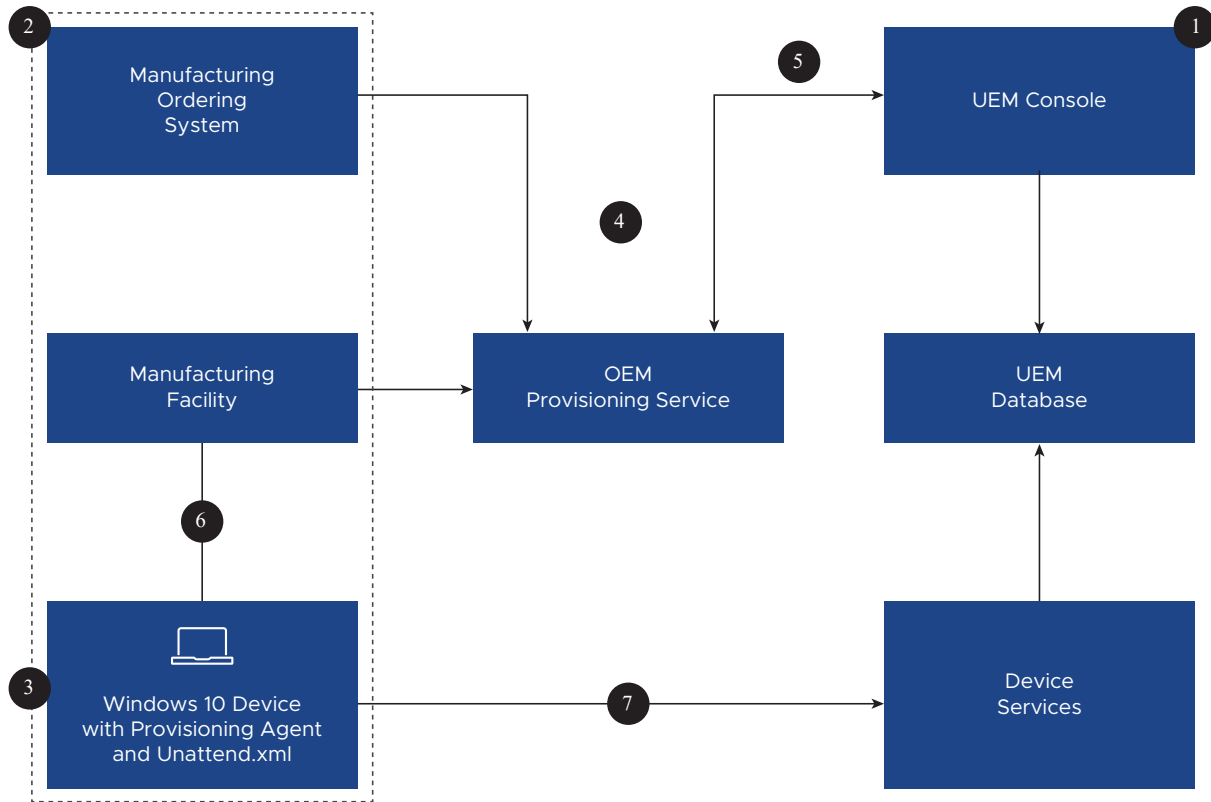 2
Manufacturing
Ordering
System
5
1
UEM Console
4
Manufacturing
Facility
OEM
Provisioning Service
UEM
Database
6
3
Windows 10 Device
with Provisioning Agent
and Unattend.xml
7
Device
Services